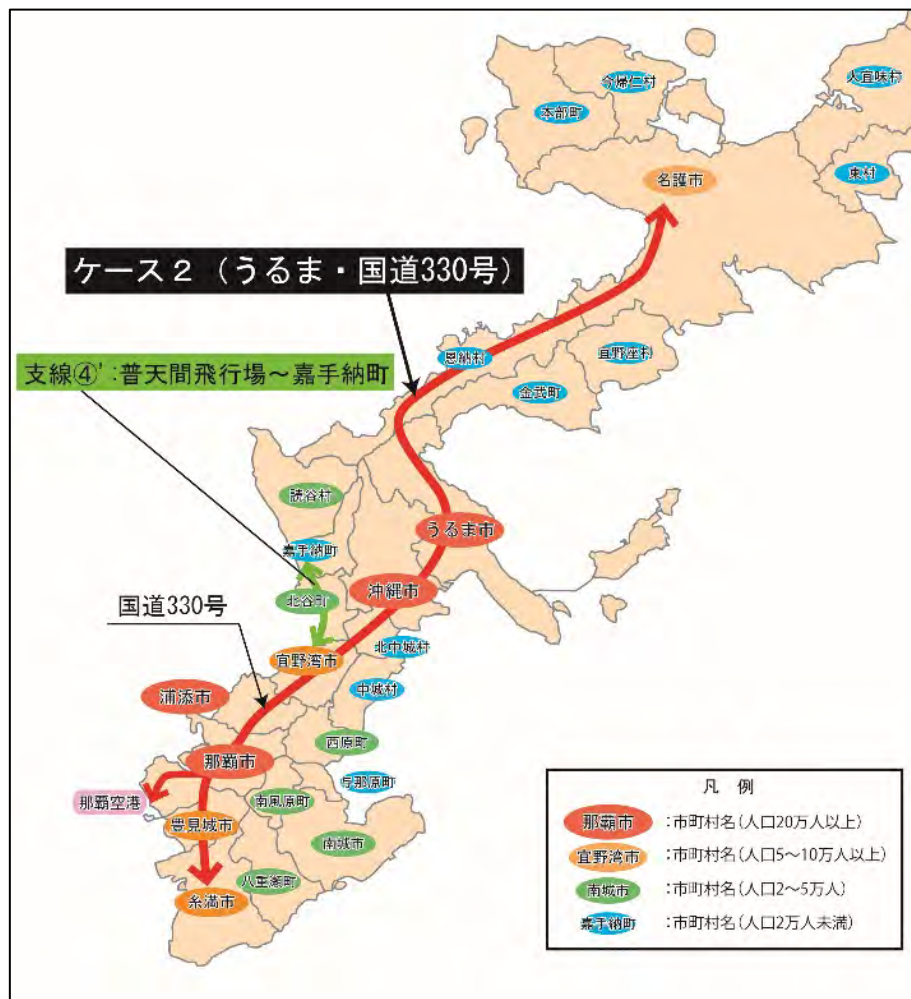 今帰仁村
大宜味村
本部町
東村
名護市
ケース2（うるま・国道330号）
恩納村
宜野座村
支線④'：普天間飛行場～嘉手納町
金武町
読谷村
うるま市
嘉手納町
沖縄市
北谷町
国道330号
北中城村
宜野湾市
中城村
浦添市
西原町
那覇市
与那原町
那覇空港
南風原町
豊見城市
南城市
八重瀬町
糸満市
凡 例
那覇市：市町村名（人口20万人以上）
宜野湾市：市町村名（人口5～10万人以上）
南城市：市町村名（人口2～5万人）
嘉手納町：市町村名（人口2万人未満）